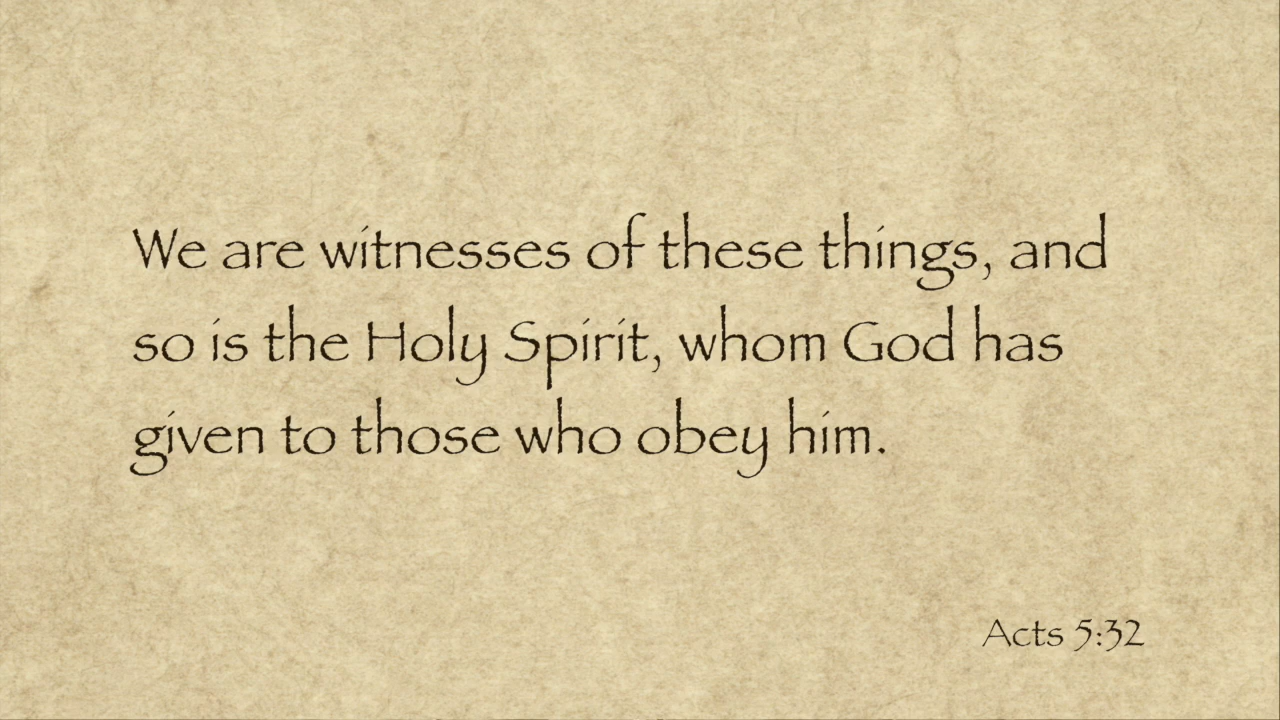 We are witnesses of these things, and
so is the Holy Spirit, whom God has
given to those who obey him.
Acts 5:32